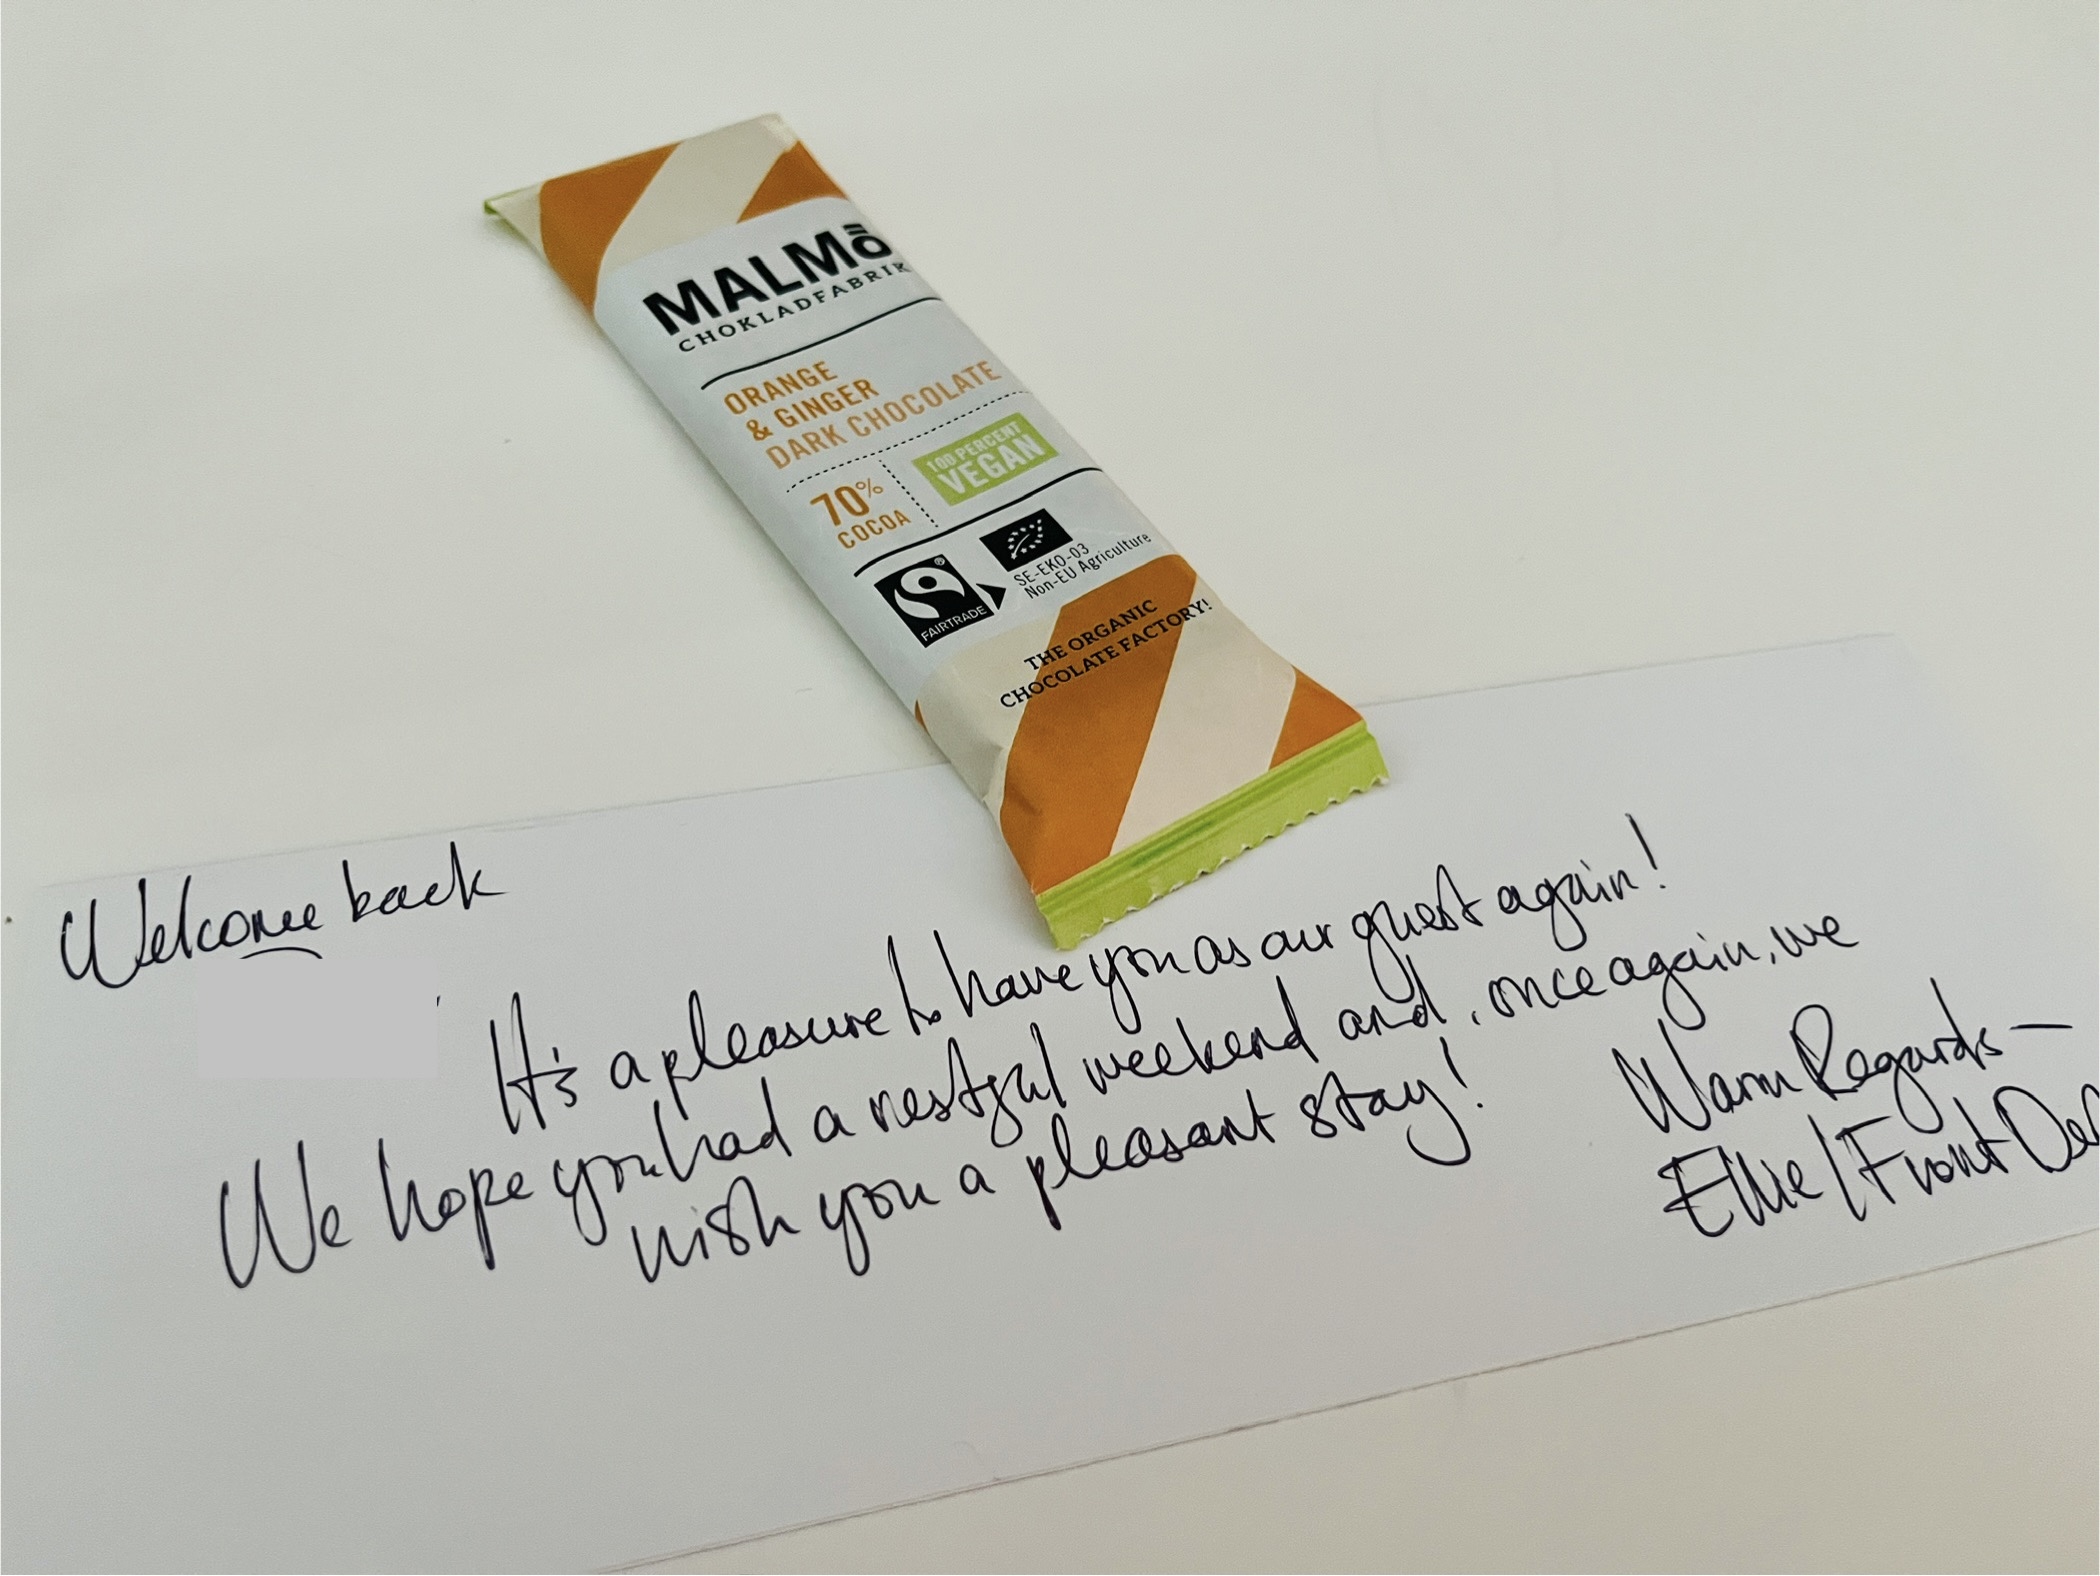 MALMÖ
CHOKLADFABRIK
ORANGE
& GINGER
DARK CHOCOLATE
70%
COCOA
100 PERCENT
VEGAN
FAIRTRADE
SE-EKO-03
Non-EU Agriculture
THE ORGANIC
CHOCOLATE FACTORY!
Welcome back
It's a pleasure to have you as our guest again!
We hope you had a restful weekend and, once again, we
wish you a pleasant stay!
Warm Regards—
/Front